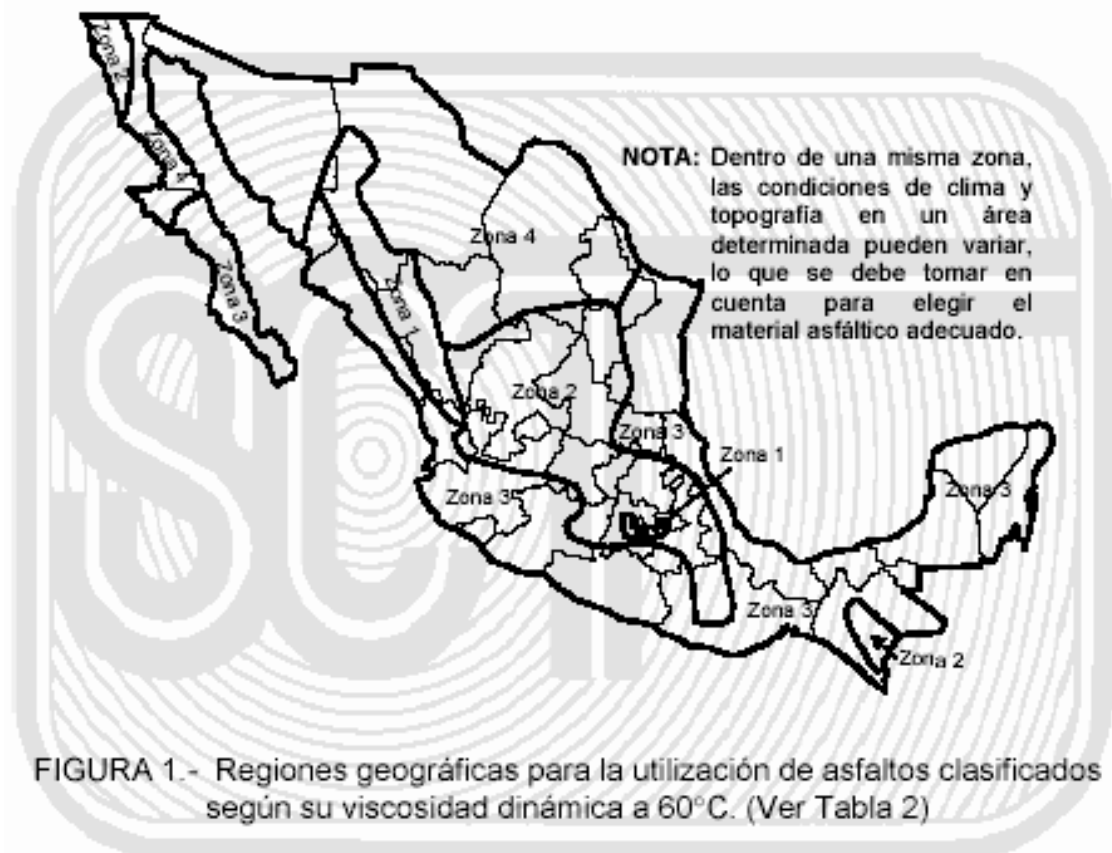 Zona 2
NOTA: Dentro de una misma zona,
las condiciones de clima y
topografía en un área
determinada pueden variar,
lo que se debe tomar en
cuenta para elegir el
material asfáltico adecuado.
Zona 4
Zona 4
Zona 3
Zona 1
Zona 2
Zona 3
Zona 1
Zona 3
Zona 3
Zona 3
Zona 2
FIGURA 1.- Regiones geográficas para la utilización de asfaltos clasificados
según su viscosidad dinámica a 60°C. (Ver Tabla 2)